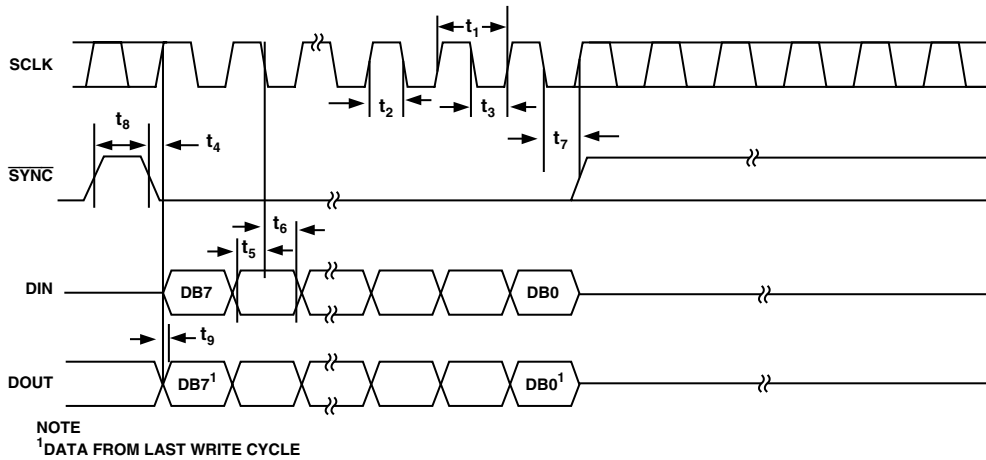 t1
SCLK
t2
t3
t8
t4
t7
SYNC
t6
t5
DIN
DB7
DB0
t9
DOUT
DB7¹
DB0¹
NOTE
¹DATA FROM LAST WRITE CYCLE